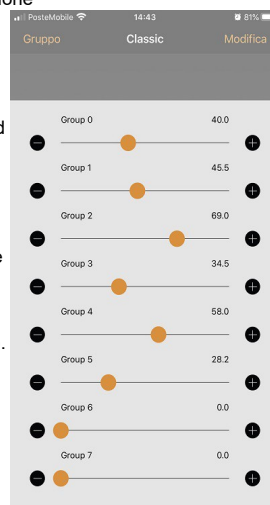 PosteMobile 14:43 81%
Gruppo Classic Modifica
Group 0 40.0
Group 1 45.5
Group 2 69.0
Group 3 34.5
Group 4 58.0
Group 5 28.2
Group 6 0.0
Group 7 0.0